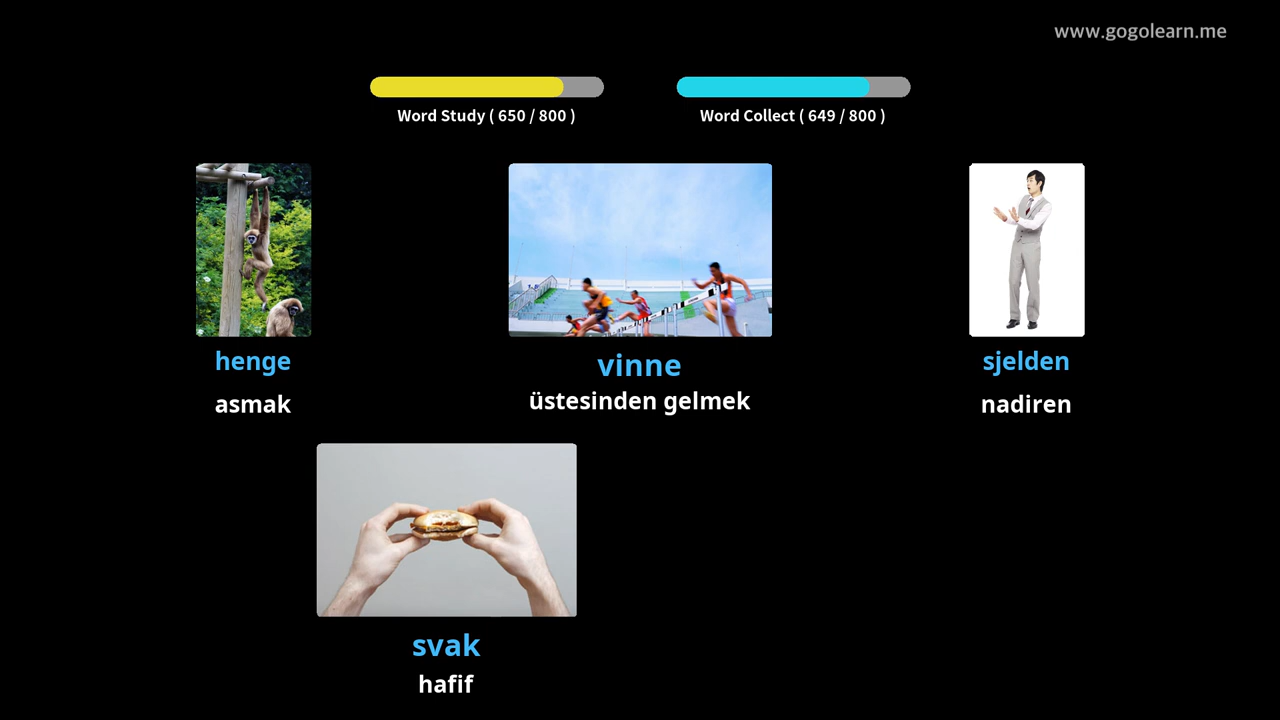 www.gogolearn.me
Word Study ( 650 / 800 )
Word Collect ( 649 / 800 )
henge
asmak
vinne
üstesinden gelmek
sjelden
nadiren
svak
hafif